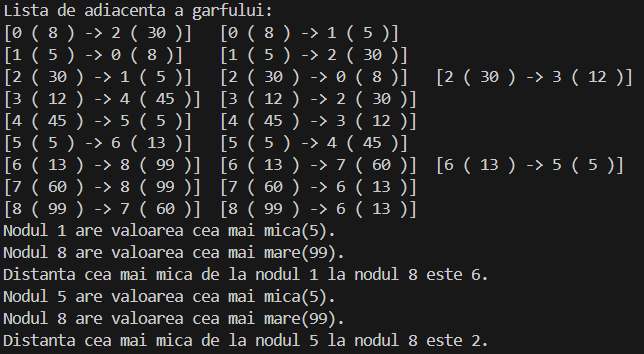 Lista de adiacenta a garfului:
[0 ( 8 ) -> 2 ( 30 )]  [0 ( 8 ) -> 1 ( 5 )]
[1 ( 5 ) -> 0 ( 8 )]  [1 ( 5 ) -> 2 ( 30 )]
[2 ( 30 ) -> 1 ( 5 )]  [2 ( 30 ) -> 0 ( 8 )]  [2 ( 30 ) -> 3 ( 12 )]
[3 ( 12 ) -> 4 ( 45 )]  [3 ( 12 ) -> 2 ( 30 )]
[4 ( 45 ) -> 5 ( 5 )]  [4 ( 45 ) -> 3 ( 12 )]
[5 ( 5 ) -> 6 ( 13 )]  [5 ( 5 ) -> 4 ( 45 )]
[6 ( 13 ) -> 8 ( 99 )]  [6 ( 13 ) -> 7 ( 60 )]  [6 ( 13 ) -> 5 ( 5 )]
[7 ( 60 ) -> 8 ( 99 )]  [7 ( 60 ) -> 6 ( 13 )]
[8 ( 99 ) -> 7 ( 60 )]  [8 ( 99 ) -> 6 ( 13 )]
Nodul 1 are valoarea cea mai mica(5).
Nodul 8 are valoarea cea mai mare(99).
Distanta cea mai mica de la nodul 1 la nodul 8 este 6.
Nodul 5 are valoarea cea mai mica(5).
Nodul 8 are valoarea cea mai mare(99).
Distanta cea mai mica de la nodul 5 la nodul 8 este 2.